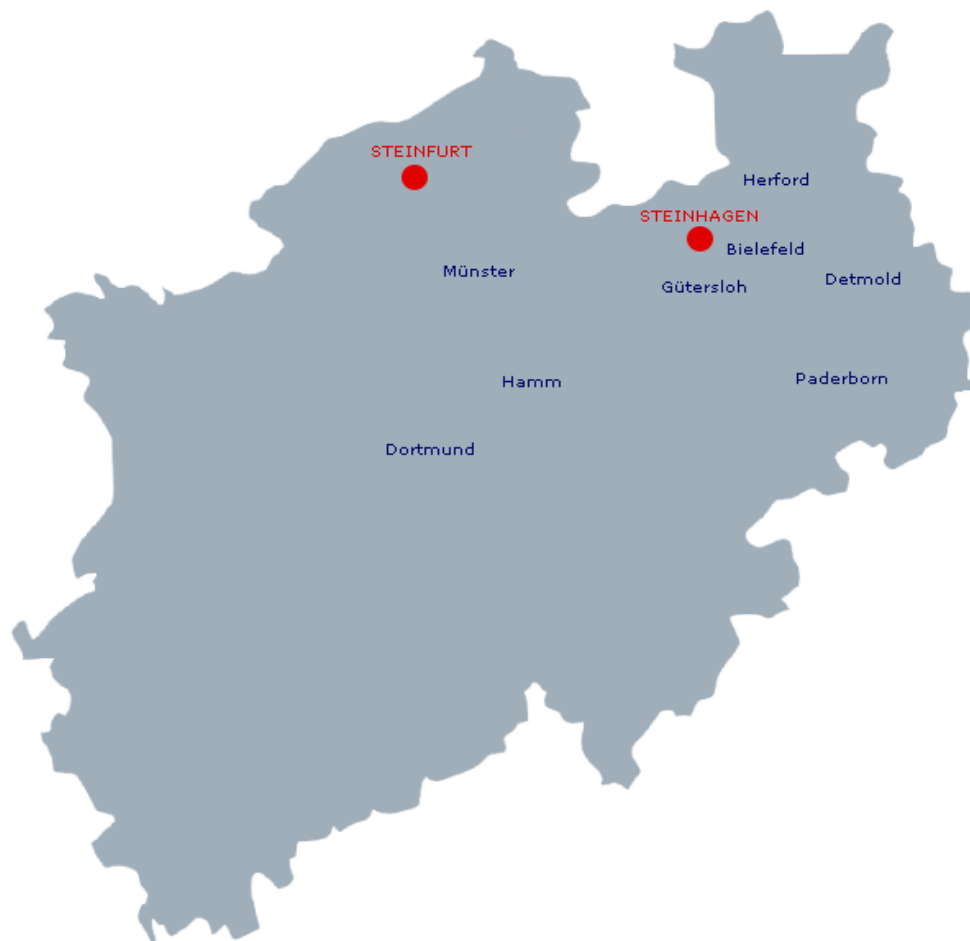 STEINFURT
Herford
STEINHAGEN
Bielefeld
Münster
Detmold
Gütersloh
Paderborn
Hamm
Dortmund